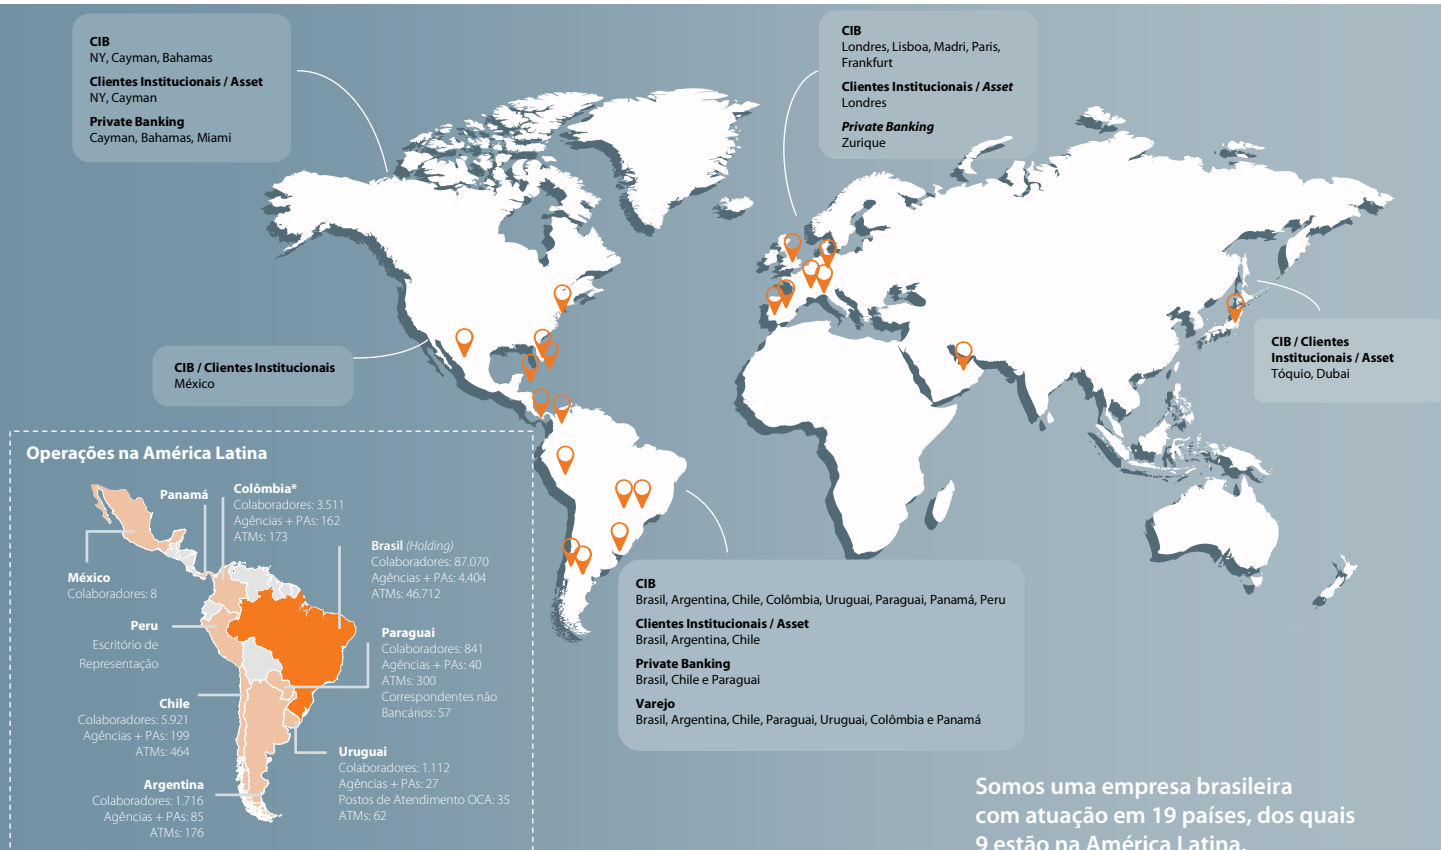 CIB
NY, Cayman, Bahamas
Clientes Institucionais / Asset
NY, Cayman
Private Banking
Cayman, Bahamas, Miami
CIB
Londres, Lisboa, Madri, Paris,
Frankfurt
Clientes Institucionais / Asset
Londres
Private Banking
Zurique
CIB / Clientes Institucionais
México
CIB / Clientes
Institucionais / Asset
Tóquio, Dubai
Operações na América Latina
Panamá
Colômbia*
Colaboradores: 3.511
Agências + PAs: 162
ATMs: 173
Brasil (Holding)
Colaboradores: 87.070
Agências + PAs: 4.404
ATMs: 46.712
México
Colaboradores: 8
Peru
Escritório de
Representação
Paraguai
Colaboradores: 841
Agências + PAs: 40
ATMs: 300
Correspondentes não
Bancários: 57
Chile
Colaboradores: 5.921
Agências + PAs: 199
ATMs: 464
Uruguai
Colaboradores: 1.112
Agências + PAs: 27
Postos de Atendimento OCA: 35
ATMs: 62
Argentina
Colaboradores: 1.716
Agências + PAs: 85
ATMs: 176
CIB
Brasil, Argentina, Chile, Colômbia, Uruguai, Paraguai, Panamá, Peru
Clientes Institucionais / Asset
Brasil, Argentina, Chile
Private Banking
Brasil, Chile e Paraguai
Varejo
Brasil, Argentina, Chile, Paraguai, Uruguai, Colômbia e Panamá
Somos uma empresa brasileira
com atuação em 19 países, dos quais
9 estão na América Latina.